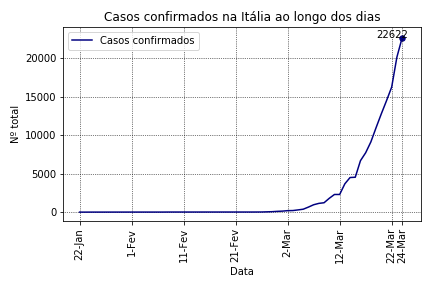 Casos confirmados na Itália ao longo dos dias
Casos confirmados
22622
20000
15000
10000
5000
0
Nº total
22-Jan
1-Fev
11-Fev
21-Fev
2-Mar
12-Mar
22-Mar
24-Mar
Data